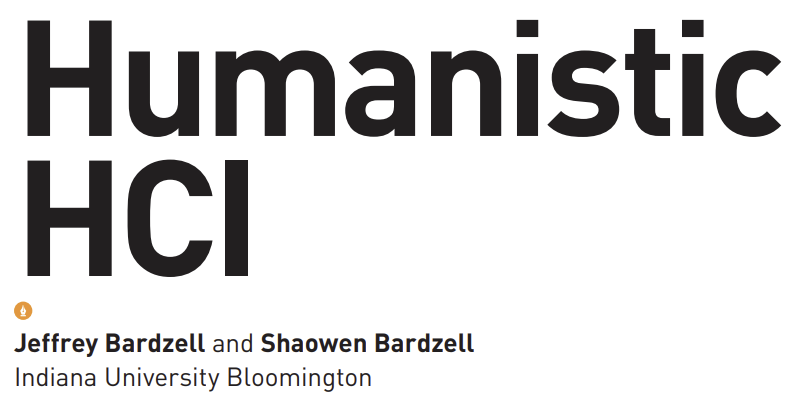 Humanistic
HCI
Jeffrey Bardzell and Shaowen Bardzell
Indiana University Bloomington